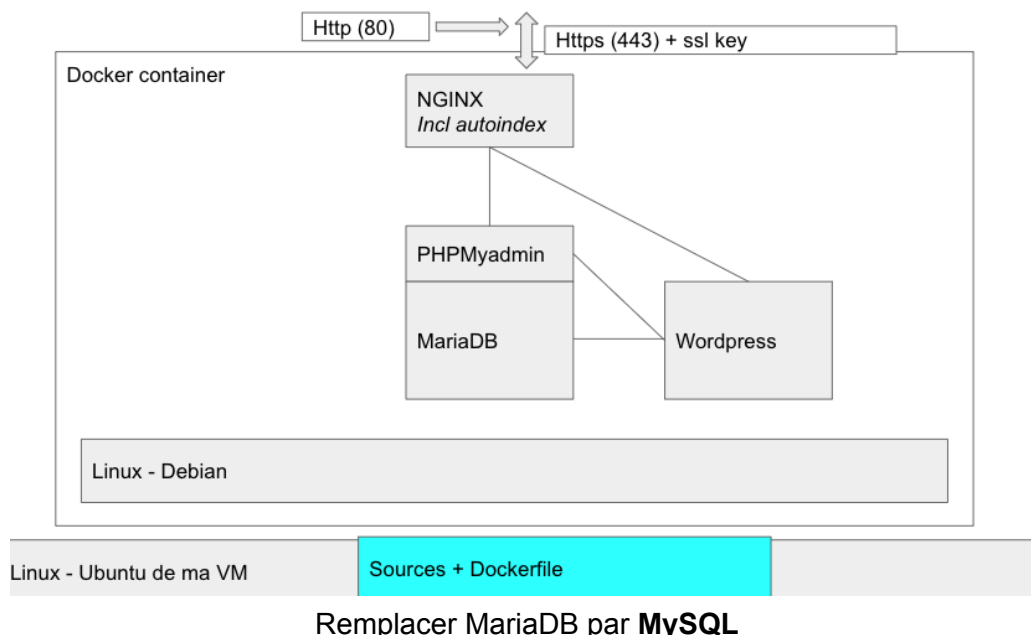 Http (80)
Https (443) + ssl key
Docker container
NGINX
Incl autoindex
PHPMyadmin
MariaDB
Wordpress
Linux - Debian
Linux - Ubuntu de ma VM
Sources + Dockerfile
Remplacer MariaDB par MySQL